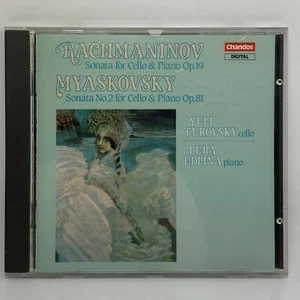 Chandos
DIGITAL
RACHMANINOV
Sonata for Cello & Piano Op.19
MYASKOVSKY
Sonata No.2 for Cello & Piano Op.81
YULI
TUROVSKY cello
LUBA
EDLINA piano